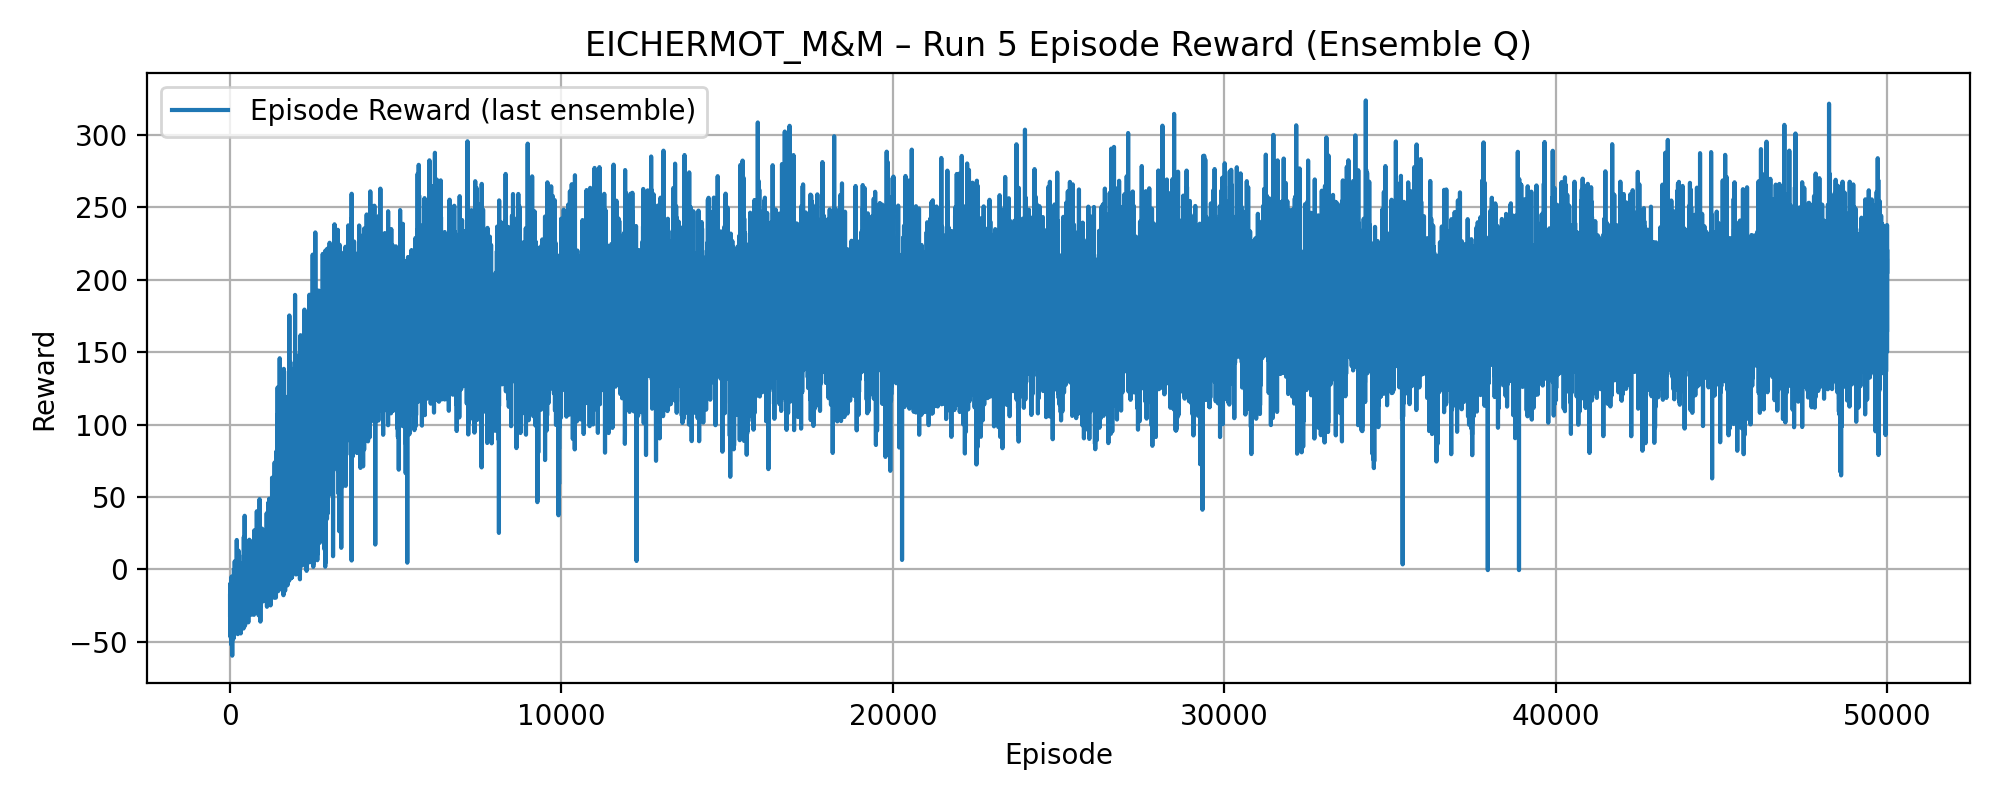 EICHERMOT_M&M – Run 5 Episode Reward (Ensemble Q)
Episode Reward (last ensemble)
300
250
200
150
100
50
0
−50
Reward
0 10000 20000 30000 40000 50000
Episode